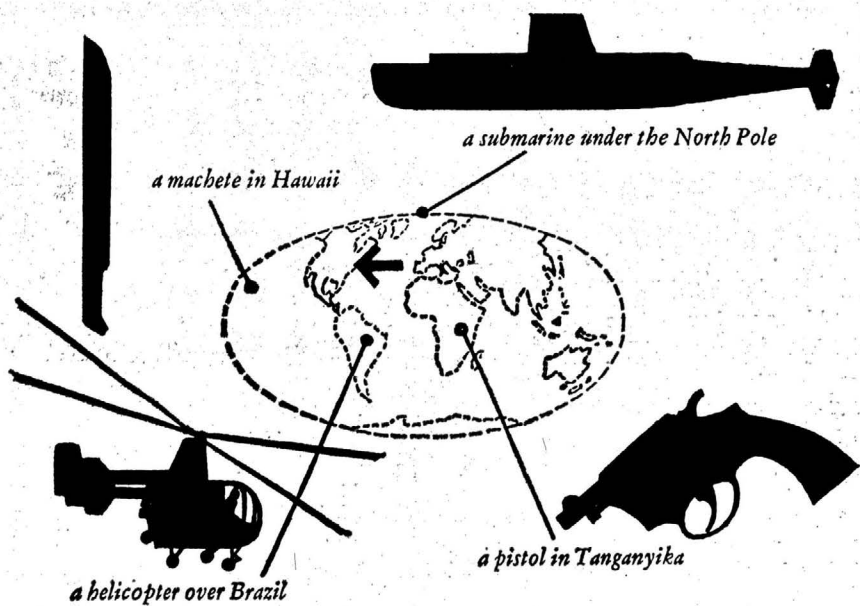 a submarine under the North Pole
a machete in Hawaii
a pistol in Tanganyika
a helicopter over Brazil